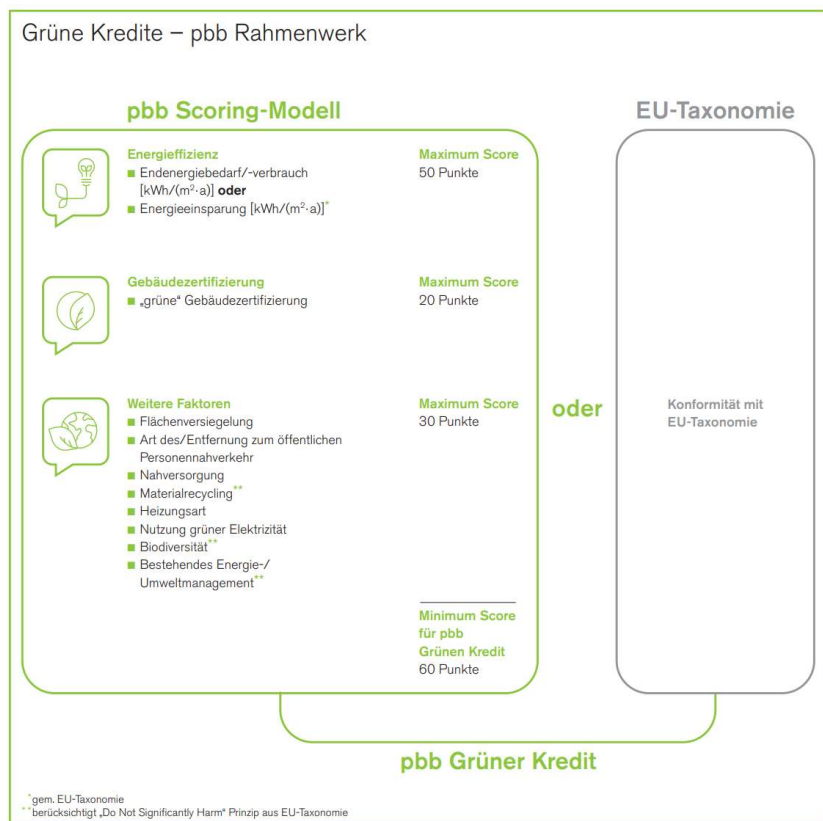 Grüne Kredite – pbb Rahmenwerk
pbb Scoring-Modell
EU-Taxonomie
Energieffizienz
Maximum Score
■ Endenergiebedarf/-verbrauch
50 Punkte
[kWh/(m²·a)] oder
■ Energieeinsparung [kWh/(m²·a)]*
Gebäudezertifizierung
Maximum Score
■ „grüne“ Gebäudezertifizierung
20 Punkte
Weitere Faktoren
Maximum Score
■ Flächenversiegelung
30 Punkte
■ Art des/Entfernung zum öffentlichen
Personennahverkehr
■ Nahversorgung
■ Materialrecycling**
■ Heizungsart
■ Nutzung grüner Elektrizität
■ Biodiversität**
■ Bestehendes Energie-/
Umweltmanagement**
Minimum Score
für pbb
Grünen Kredit
60 Punkte
oder
Konformität mit
EU-Taxonomie
pbb Grüner Kredit
*gem. EU-Taxonomie
**berücksichtigt „Do Not Significantly Harm“ Prinzip aus EU-Taxonomie